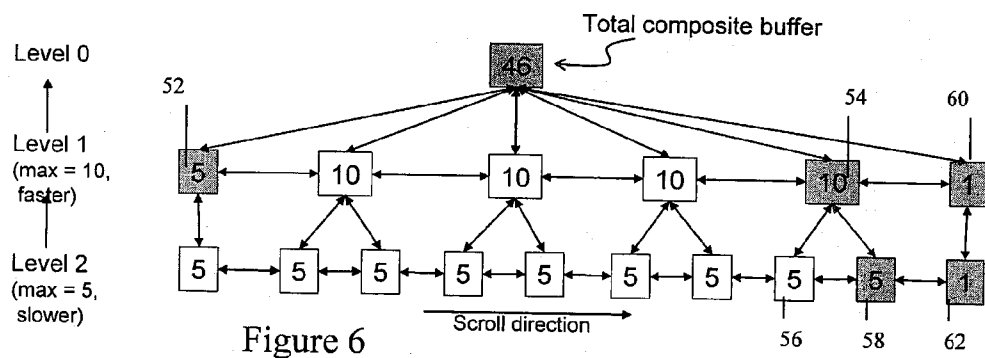 Total composite buffer
Level 0
46
52
54
60
Level 1
(max = 10,
faster)
5 10 10 10 10 1
Level 2
(max = 5,
slower)
5 5 5 5 5 5 5 5 5 1
Scroll direction
56 58 62
Figure 6